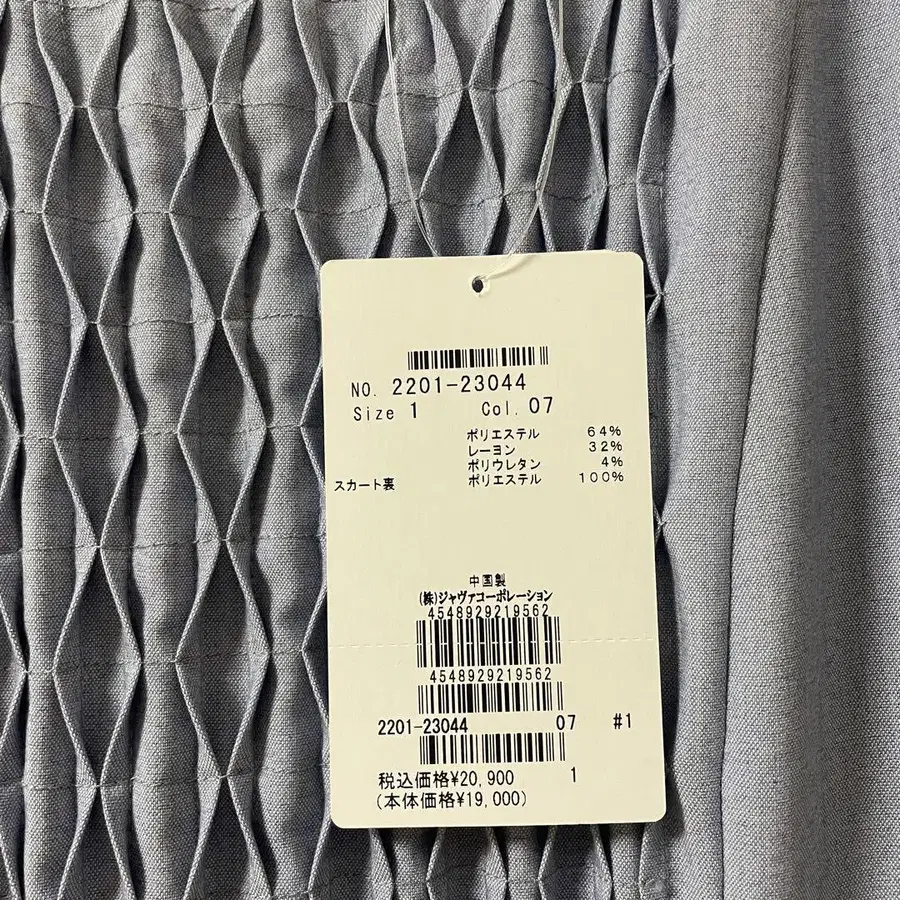 NO. 2201-23044
Size 1 Col. 07
ポリエステル 64%
レーヨン 32%
ポリウレタン 4%
スカート裏 ポリエステル 100%
中国製
(株)ジャヴァコーポレーション
4548929219562
4548929219562
2201-23044 07 #1
税込価格¥20,900 1
(本体価格¥19,000)